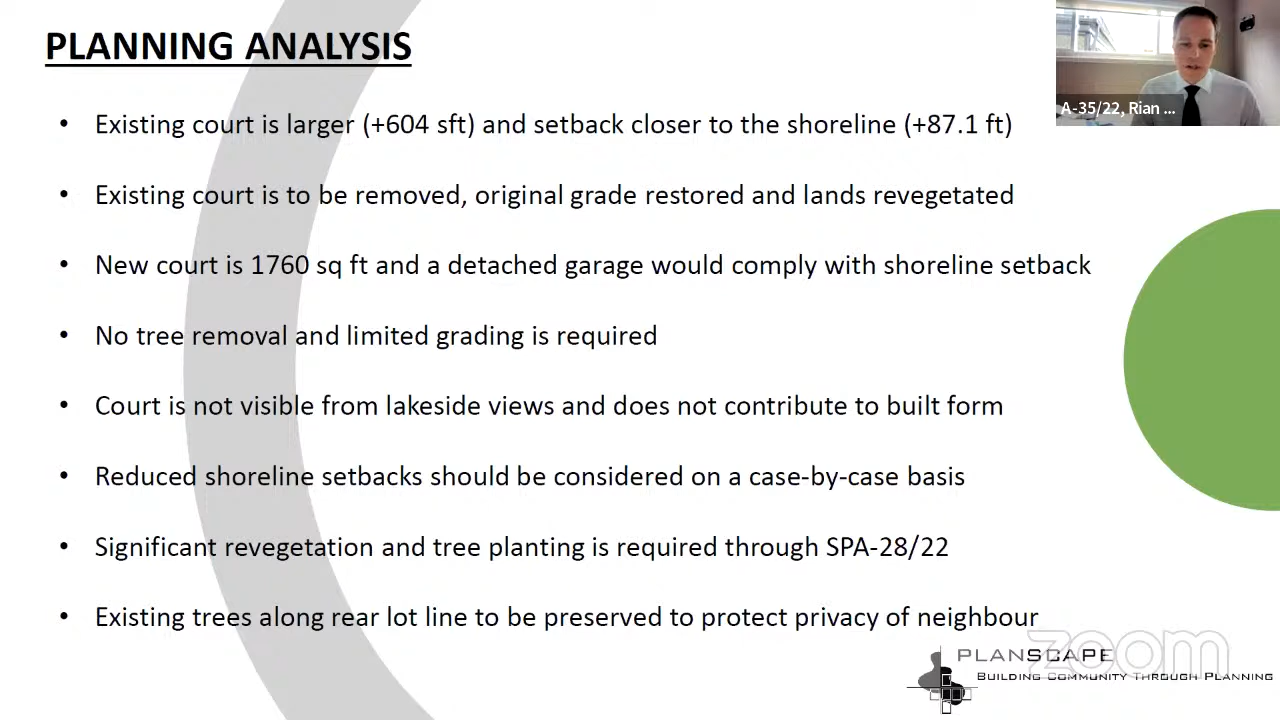 PLANNING ANALYSIS
A-35/22, Rian ...
• Existing court is larger (+604 sft) and setback closer to the shoreline (+87.1 ft)
• Existing court is to be removed, original grade restored and lands revegetated
• New court is 1760 sq ft and a detached garage would comply with shoreline setback
• No tree removal and limited grading is required
• Court is not visible from lakeside views and does not contribute to built form
• Reduced shoreline setbacks should be considered on a case-by-case basis
• Significant revegetation and tree planting is required through SPA-28/22
• Existing trees along rear lot line to be preserved to protect privacy of neighbour
zoom
PLANSCAPE
BUILDING COMMUNITY THROUGH PLANNING